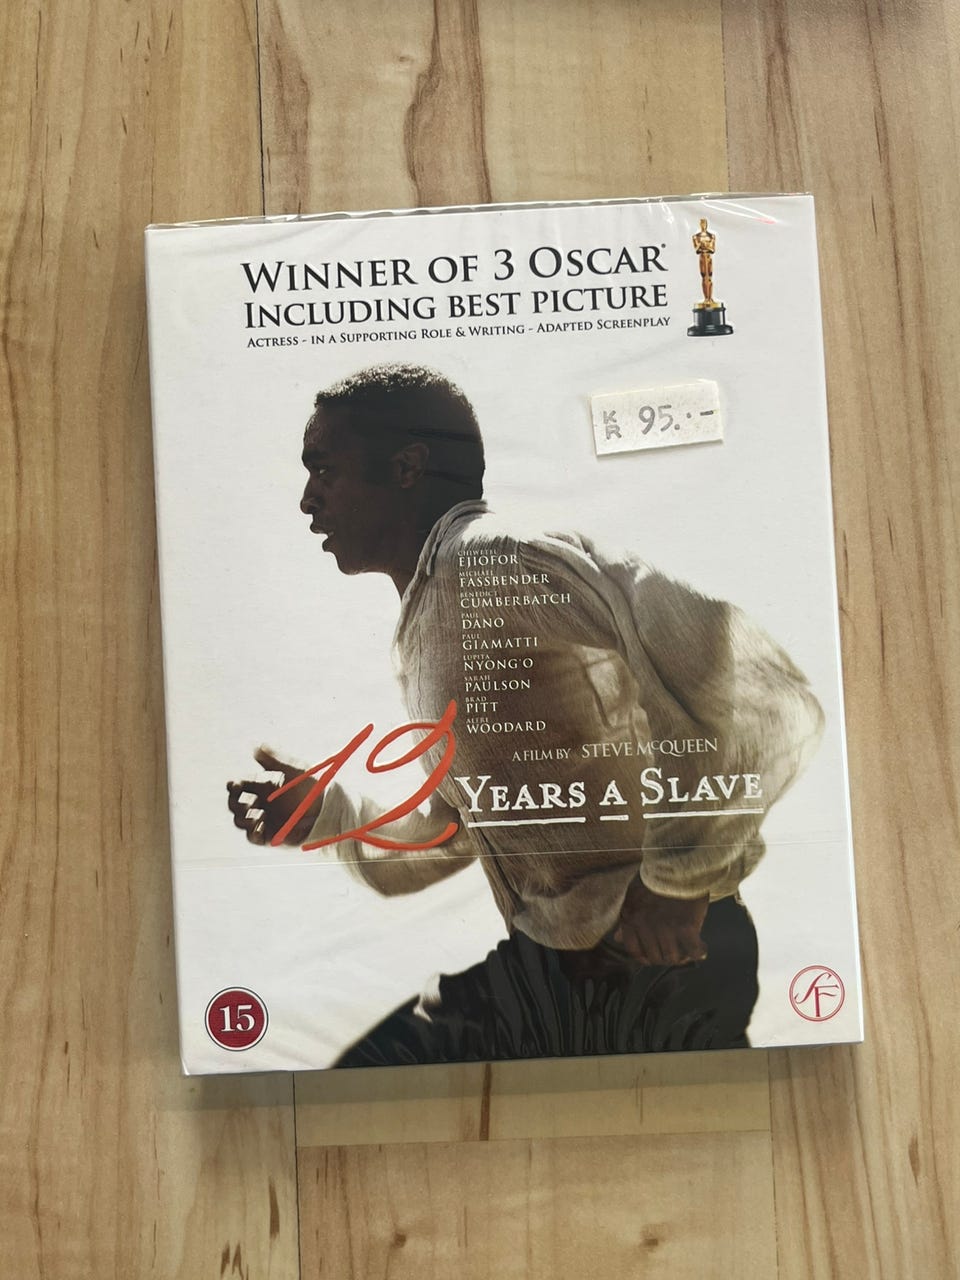 WINNER OF 3 OSCAR®
INCLUDING BEST PICTURE
ACTRESS - IN A SUPPORTING ROLE & WRITING - ADAPTED SCREENPLAY
KR 95.-
CHIWETEL
EJIOFOR
MICHAEL
FASSBENDER
BENEDICT
CUMBERBATCH
PAUL
DANO
PAUL
GIAMATTI
LUPITA
NYONG'O
SARAH
PAULSON
BRAD
PITT
ALFRE
WOODARD
A FILM BY STEVE McQUEEN
12 YEARS A SLAVE
15
SF